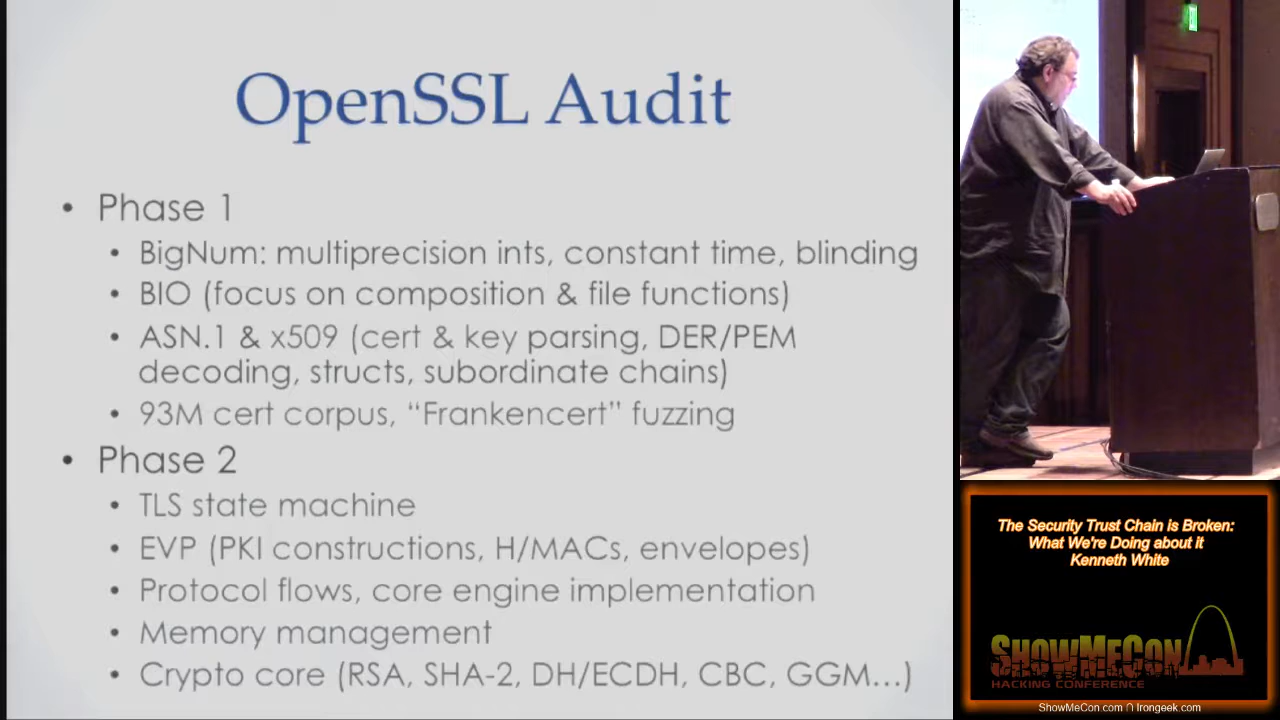 OpenSSL Audit
• Phase 1
• BigNum: multiprecision ints, constant time, blinding
• BIO (focus on composition & file functions)
• ASN.1 & x509 (cert & key parsing, DER/PEM
decoding, structs, subordinate chains)
• 93M cert corpus, “Frankencert” fuzzing
• Phase 2
• TLS state machine
• EVP (PKI constructions, H/MACs, envelopes)
• Protocol flows, core engine implementation
• Memory management
• Crypto core (RSA, SHA-2, DH/ECDH, CBC, GGM…)
The Security Trust Chain is Broken:
What We're Doing about it
Kenneth White
ShowMeCon
HACKING CONFERENCE
ShowMeCon.com ∩ Irongeek.com